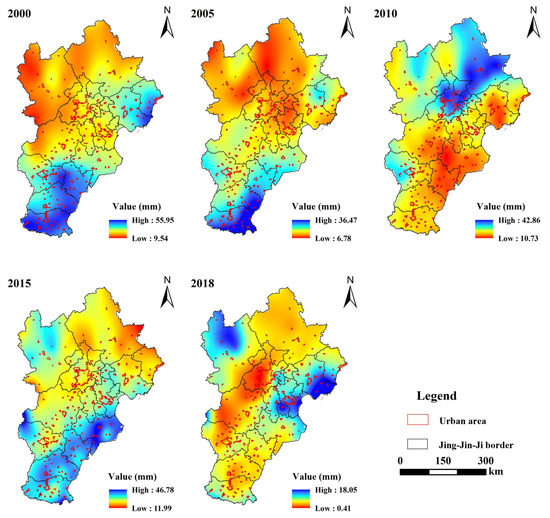 2000
N
Value (mm)
High : 55.95
Low : 9.54
2005
N
Value (mm)
High : 36.47
Low : 6.78
2010
N
Value (mm)
High : 42.86
Low : 10.73
2015
N
Value (mm)
High : 46.78
Low : 11.99
2018
N
Value (mm)
High : 18.05
Low : 0.41
Legend
Urban area
Jing-Jin-Ji border
0 150 300
km